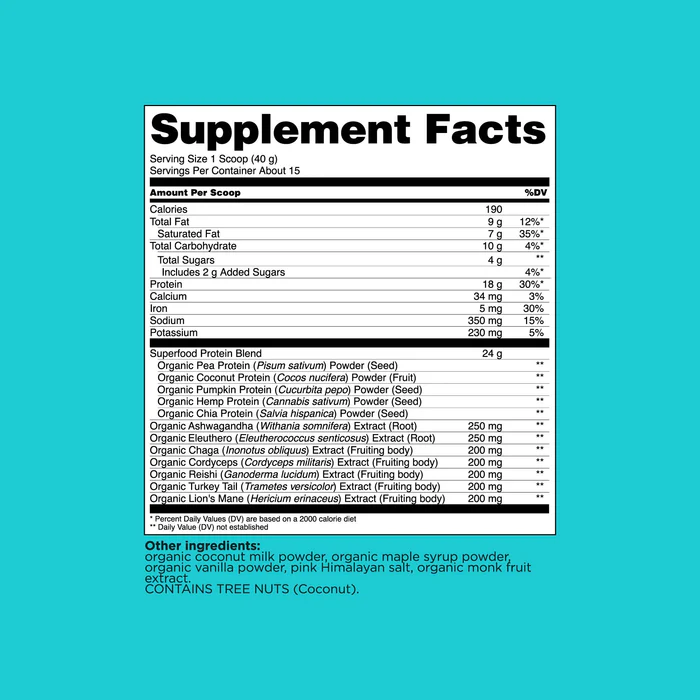 Supplement Facts
Serving Size 1 Scoop (40 g)
Servings Per Container About 15
Amount Per Scoop %DV
Calories 190
Total Fat 9 g 12%*
Saturated Fat 7 g 35%*
Total Carbohydrate 10 g 4%*
Total Sugars 4 g **
Includes 2 g Added Sugars 4%*
Protein 18 g 30%*
Calcium 34 mg 3%
Iron 5 mg 30%
Sodium 350 mg 15%
Potassium 230 mg 5%
Superfood Protein Blend 24 g
Organic Pea Protein (Pisum sativum) Powder (Seed) **
Organic Coconut Protein (Cocos nucifera) Powder (Fruit) **
Organic Pumpkin Protein (Cucurbita pepo) Powder (Seed) **
Organic Hemp Protein (Cannabis sativum) Powder (Seed) **
Organic Chia Protein (Salvia hispanica) Powder (Seed) **
Organic Ashwagandha (Withania somnifera) Extract (Root) 250 mg **
Organic Eleuthero (Eleutherococcus senticosus) Extract (Root) 250 mg **
Organic Chaga (Inonotus obliquus) Extract (Fruiting body) 200 mg **
Organic Cordyceps (Cordyceps militaris) Extract (Fruiting body) 200 mg **
Organic Reishi (Ganoderma lucidum) Extract (Fruiting body) 200 mg **
Organic Turkey Tail (Trametes versicolor) Extract (Fruiting body) 200 mg **
Organic Lion's Mane (Hericium erinaceus) Extract (Fruiting body) 200 mg **
* Percent Daily Values (DV) are based on a 2000 calorie diet
** Daily Value (DV) not established
Other ingredients:
organic coconut milk powder, organic maple syrup powder,
organic vanilla powder, pink Himalayan salt, organic monk fruit
extract.
CONTAINS TREE NUTS (Coconut).